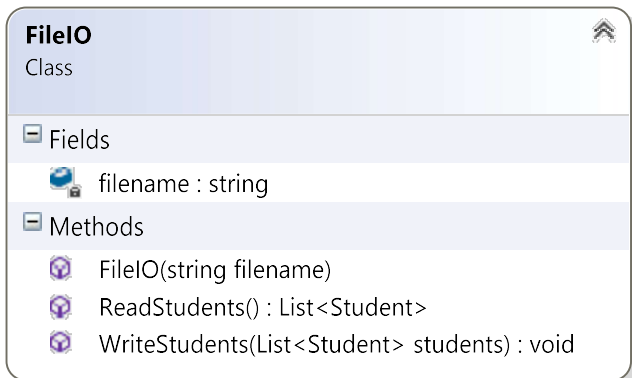 FileIO
Class
Fields
filename : string
Methods
FileIO(string filename)
ReadStudents() : List<Student>
WriteStudents(List<Student> students) : void